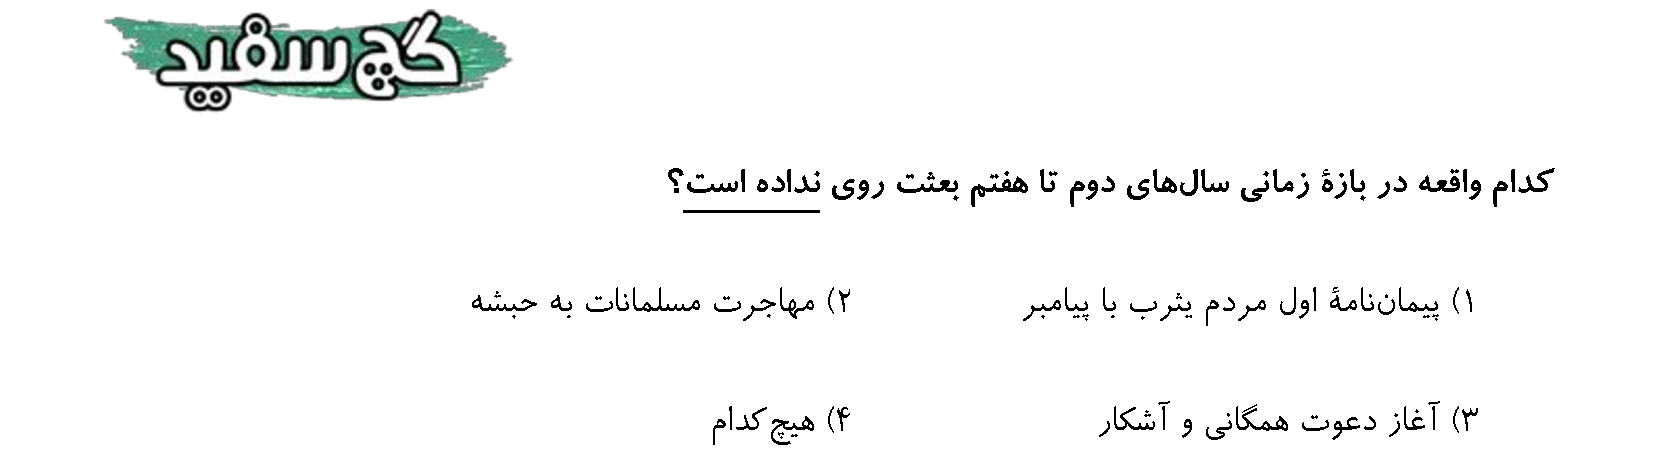 گچ سفید
کدام واقعه در بازهٔ زمانی سال‌های دوم تا هفتم بعثت روی نداده است؟
۱) پیمان‌نامهٔ اول مردم یثرب با پیامبر ۲) مهاجرت مسلمانات به حبشه
۳) آغاز دعوت همگانی و آشکار ۴) هیچ‌کدام